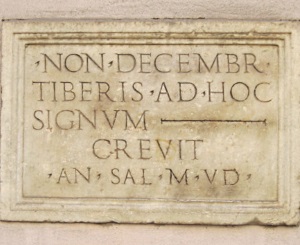 ·NON·DECEMBR·
TIBERIS·AD·HOC
SIGNVM
CREVIT
·AN·SAL·M·VD·